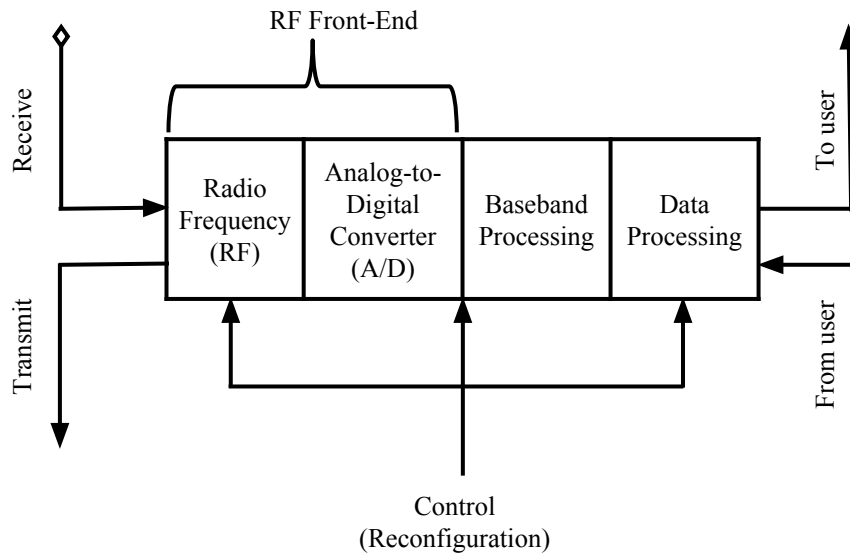 RF Front-End
Receive
Transmit
Radio
Frequency
(RF)
Analog-to-
Digital
Converter
(A/D)
Baseband
Processing
Data
Processing
To user
From user
Control
(Reconfiguration)